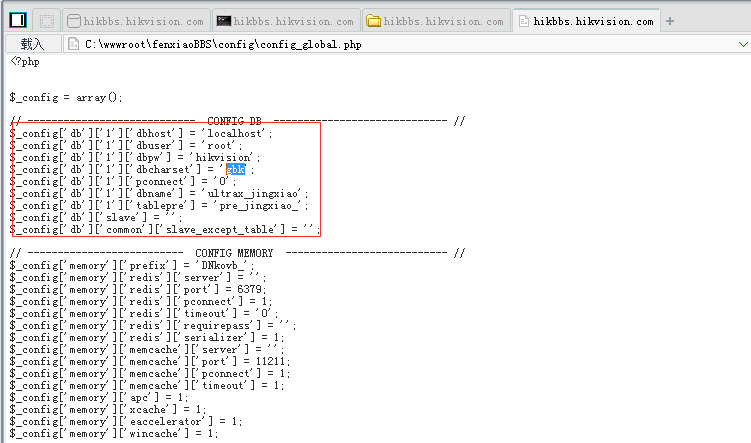 hikbbs.hikvision.com
hikbbs.hikvision.com
hikbbs.hikvision.com
hikbbs.hikvision.com
载入
C:\wwwroot\fenxiaoBBS\config\config_global.php
<?php
$_config = array();
// ---------------------------- CONFIG DB ----------------------------- //
$_config['db']['1']['dbhost'] = 'localhost';
$_config['db']['1']['dbuser'] = 'root';
$_config['db']['1']['dbpw'] = 'hikvision';
$_config['db']['1']['dbcharset'] = 'gbk';
$_config['db']['1']['pconnect'] = '0';
$_config['db']['1']['dbname'] = 'ultrax_jingxiao';
$_config['db']['1']['tablepre'] = 'pre_jingxiao_';
$_config['db']['slave'] = '';
$_config['db']['common']['slave_except_table'] = '';
// -------------------------- CONFIG MEMORY --------------------------- //
$_config['memory']['prefix'] = 'DNkovb_';
$_config['memory']['redis']['server'] = '';
$_config['memory']['redis']['port'] = 6379;
$_config['memory']['redis']['pconnect'] = 1;
$_config['memory']['redis']['timeout'] = '0';
$_config['memory']['redis']['requirepass'] = '';
$_config['memory']['redis']['serializer'] = 1;
$_config['memory']['memcache']['server'] = '';
$_config['memory']['memcache']['port'] = 11211;
$_config['memory']['memcache']['pconnect'] = 1;
$_config['memory']['memcache']['timeout'] = 1;
$_config['memory']['apc'] = 1;
$_config['memory']['xcache'] = 1;
$_config['memory']['eaccelerator'] = 1;
$_config['memory']['wincache'] = 1;